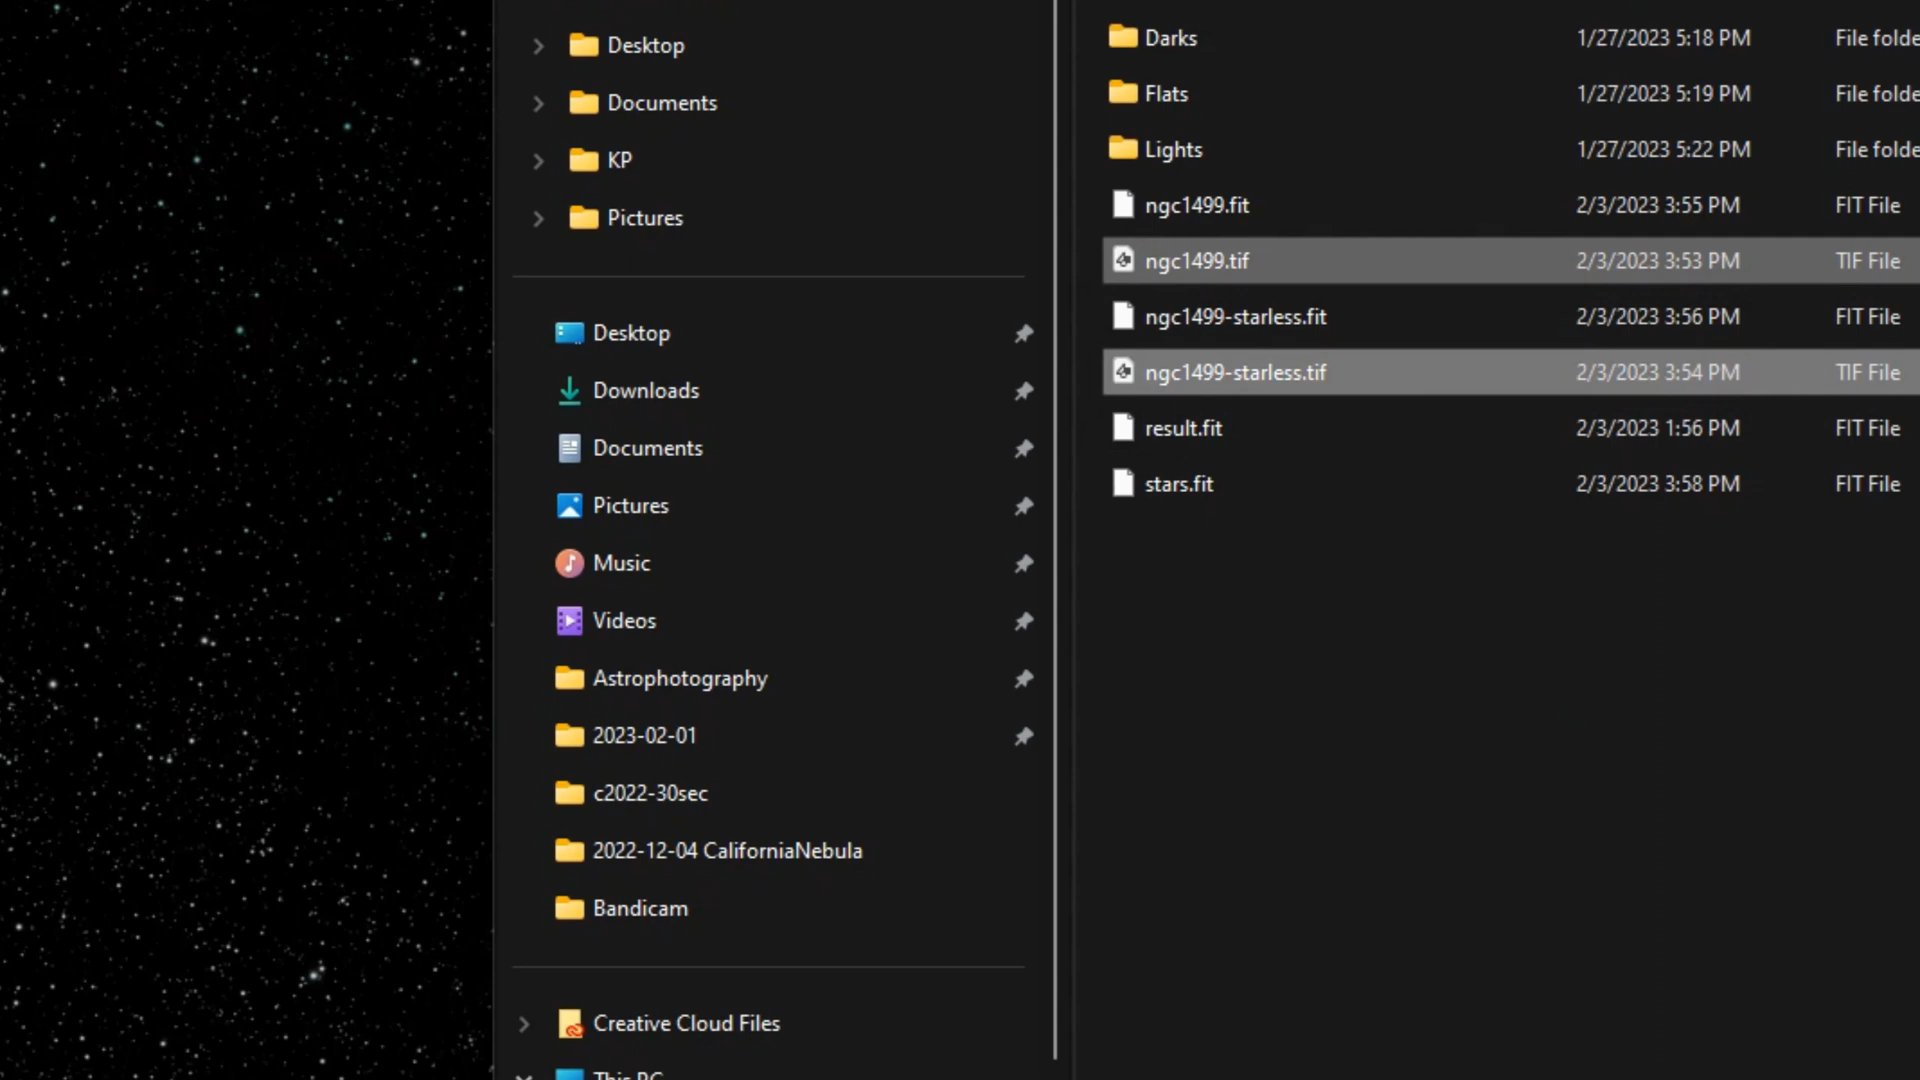 Desktop
Documents
KP
Pictures
Desktop
Downloads
Documents
Pictures
Music
Videos
Astrophotography
2023-02-01
c2022-30sec
2022-12-04 CaliforniaNebula
Bandicam
Creative Cloud Files
This PC
Darks 1/27/2023 5:18 PM File folde
Flats 1/27/2023 5:19 PM File folde
Lights 1/27/2023 5:22 PM File folde
ngc1499.fit 2/3/2023 3:55 PM FIT File
ngc1499.tif 2/3/2023 3:53 PM TIF File
ngc1499-starless.fit 2/3/2023 3:56 PM FIT File
ngc1499-starless.tif 2/3/2023 3:54 PM TIF File
result.fit 2/3/2023 1:56 PM FIT File
stars.fit 2/3/2023 3:58 PM FIT File